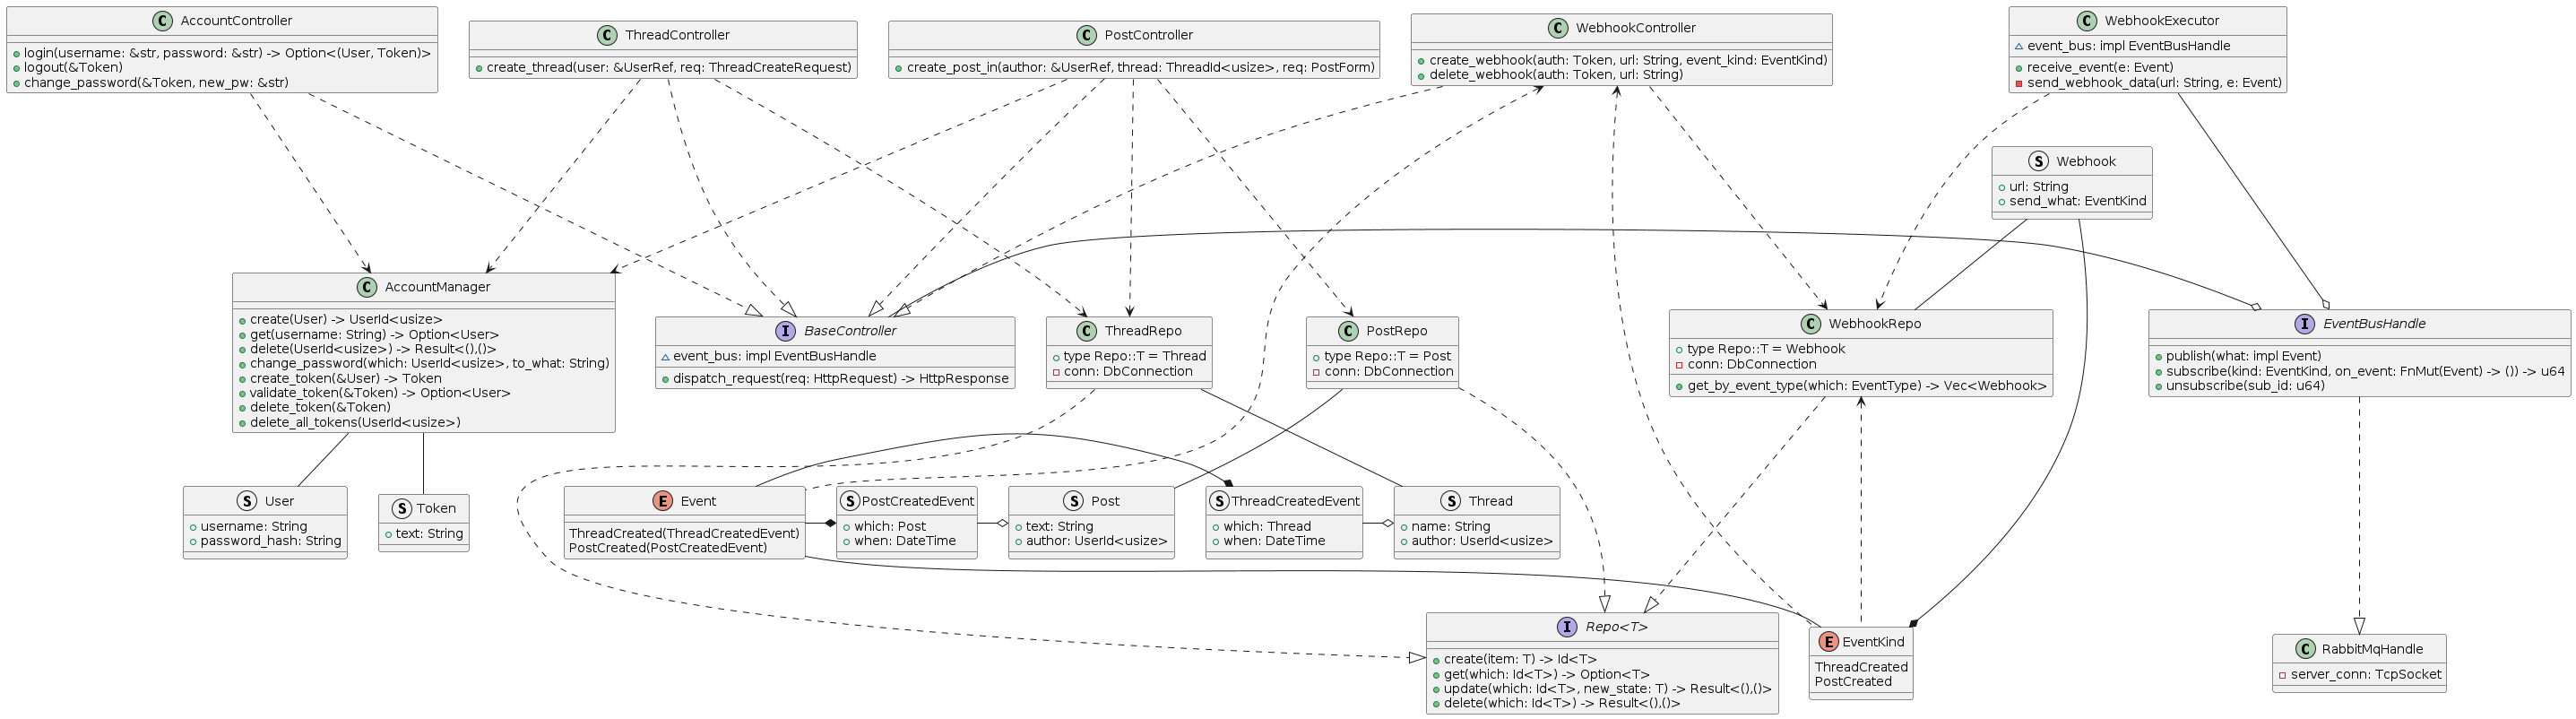 C AccountController
login(username: &str, password: &str) -> Option<(User, Token)>
logout(&Token)
change_password(&Token, new_pw: &str)
C ThreadController
create_thread(user: &UserRef, req: ThreadCreateRequest)
C PostController
create_post_in(author: &UserRef, thread: ThreadId<usize>, req: PostForm)
C WebhookController
create_webhook(auth: Token, url: String, event_kind: EventKind)
delete_webhook(auth: Token, url: String)
C WebhookExecutor
event_bus: impl EventBusHandle
receive_event(e: Event)
send_webhook_data(url: String, e: Event)
S Webhook
url: String
send_what: EventKind
C AccountManager
create(User) -> UserId<usize>
get(username: String) -> Option<User>
delete(UserId<usize>) -> Result<(),()>
change_password(which: UserId<usize>, to_what: String)
create_token(&User) -> Token
validate_token(&Token) -> Option<User>
delete_token(&Token)
delete_all_tokens(UserId<usize>)
I BaseController
event_bus: impl EventBusHandle
dispatch_request(req: HttpRequest) -> HttpResponse
C ThreadRepo
type Repo::T = Thread
conn: DbConnection
C PostRepo
type Repo::T = Post
conn: DbConnection
C WebhookRepo
type Repo::T = Webhook
conn: DbConnection
get_by_event_type(which: EventType) -> Vec<Webhook>
I EventBusHandle
publish(what: impl Event)
subscribe(kind: EventKind, on_event: FnMut(Event) -> ()) -> u64
unsubscribe(sub_id: u64)
S User
username: String
password_hash: String
S Token
text: String
E Event
ThreadCreated(ThreadCreatedEvent)
PostCreated(PostCreatedEvent)
S PostCreatedEvent
which: Post
when: DateTime
S Post
text: String
author: UserId<usize>
S ThreadCreatedEvent
which: Thread
when: DateTime
S Thread
name: String
author: UserId<usize>
I Repo<T>
create(item: T) -> Id<T>
get(which: Id<T>) -> Option<T>
update(which: Id<T>, new_state: T) -> Result<(),()>
delete(which: Id<T>) -> Result<(),()>
E EventKind
ThreadCreated
PostCreated
C RabbitMqHandle
server_conn: TcpSocket